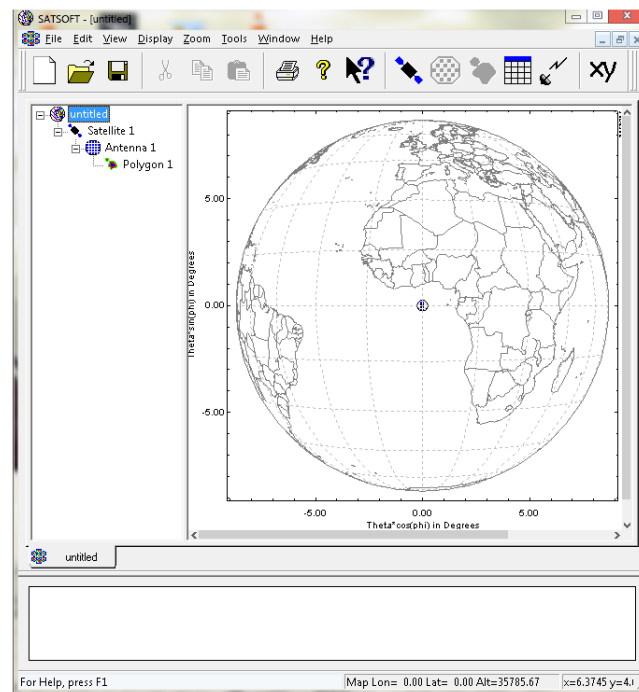 SATSOFT - [untitled]
File Edit View Display Zoom Tools Window Help
xy
untitled
Satellite 1
Antenna 1
Polygon 1
5.00
0.00
-5.00
Theta*sin(phi) in Degrees
-5.00 0.00 5.00
Theta*cos(phi) in Degrees
untitled
For Help, press F1
Map Lon= 0.00 Lat= 0.00 Alt=35785.67
x=6.3745 y=4.